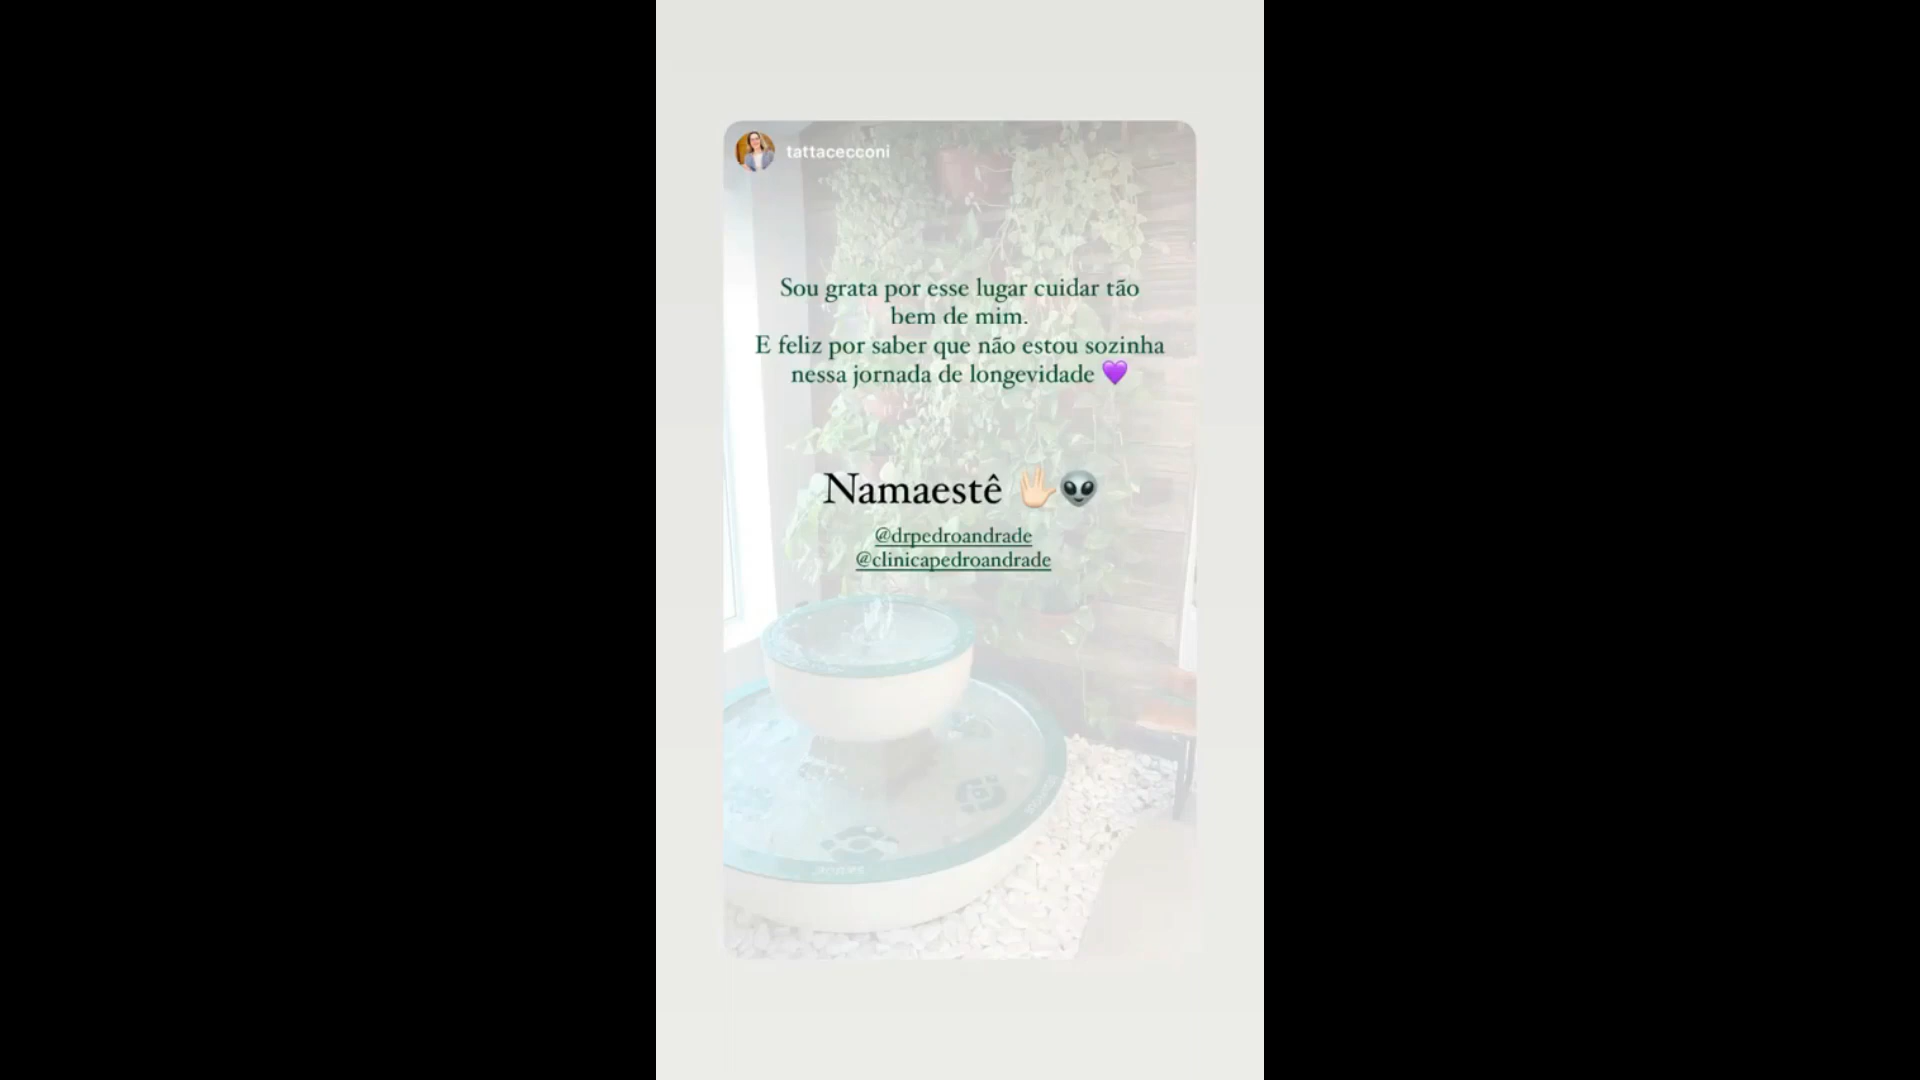 tattacecconi
Sou grata por esse lugar cuidar tão
bem de mim.
E feliz por saber que não estou sozinha
nessa jornada de longevidade 💜
Namaestê 🖖🏻👽
@drpedroandrade
@clinicapedroandrade